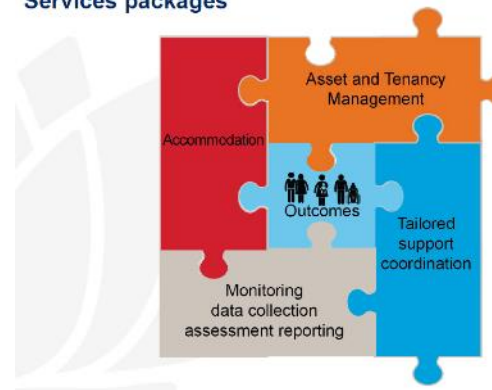 Services packages
Asset and Tenancy
Management
Accommodation
Outcomes
Tailored
support
coordination
Monitoring
data collection
assessment reporting